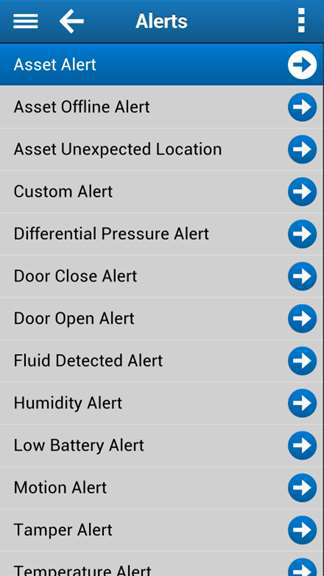 Alerts
Asset Alert
Asset Offline Alert
Asset Unexpected Location
Custom Alert
Differential Pressure Alert
Door Close Alert
Door Open Alert
Fluid Detected Alert
Humidity Alert
Low Battery Alert
Motion Alert
Tamper Alert
Temperature Alert